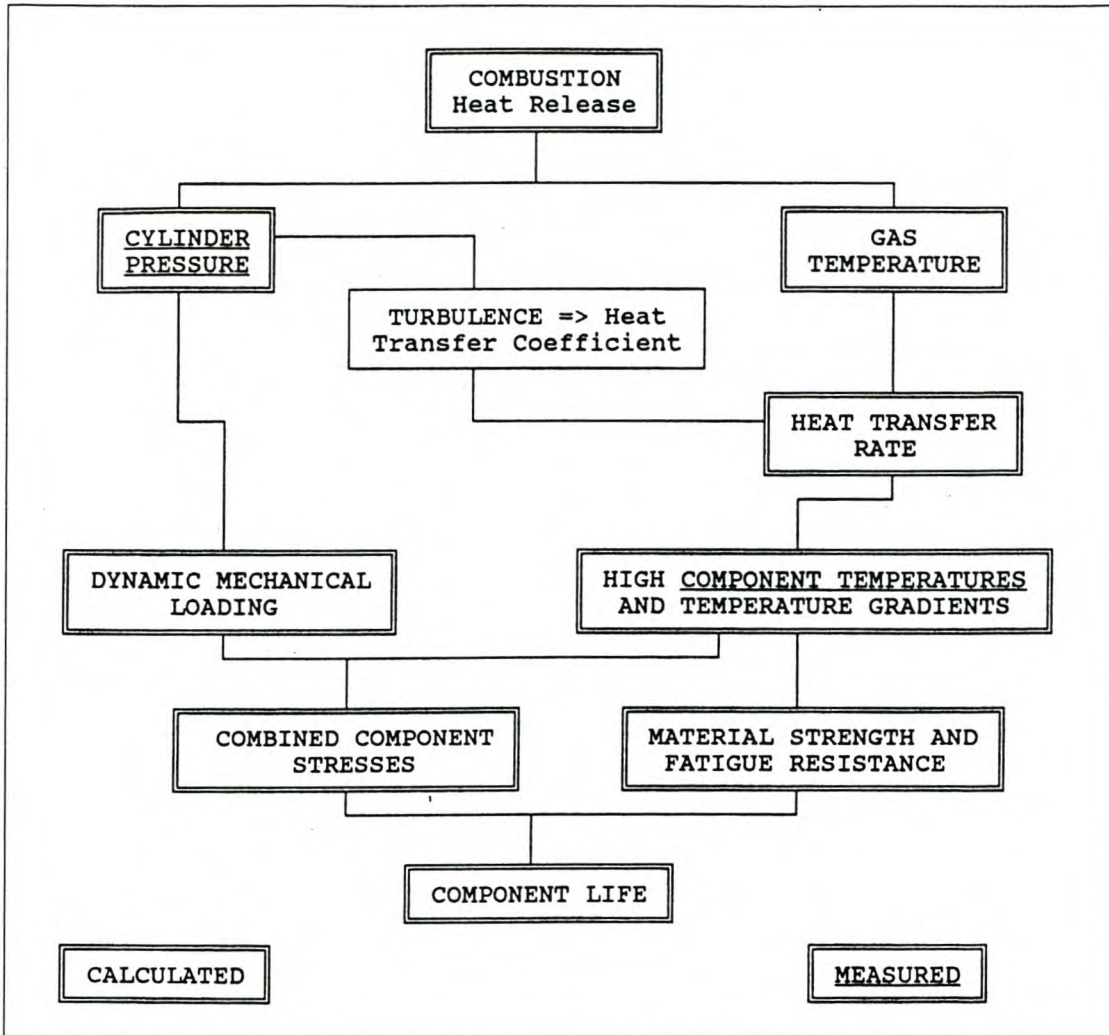 COMBUSTION
Heat Release
CYLINDER
PRESSURE
GAS
TEMPERATURE
TURBULENCE => Heat
Transfer Coefficient
HEAT TRANSFER
RATE
DYNAMIC MECHANICAL
LOADING
HIGH COMPONENT TEMPERATURES
AND TEMPERATURE GRADIENTS
COMBINED COMPONENT
STRESSES
MATERIAL STRENGTH AND
FATIGUE RESISTANCE
COMPONENT LIFE
CALCULATED
MEASURED